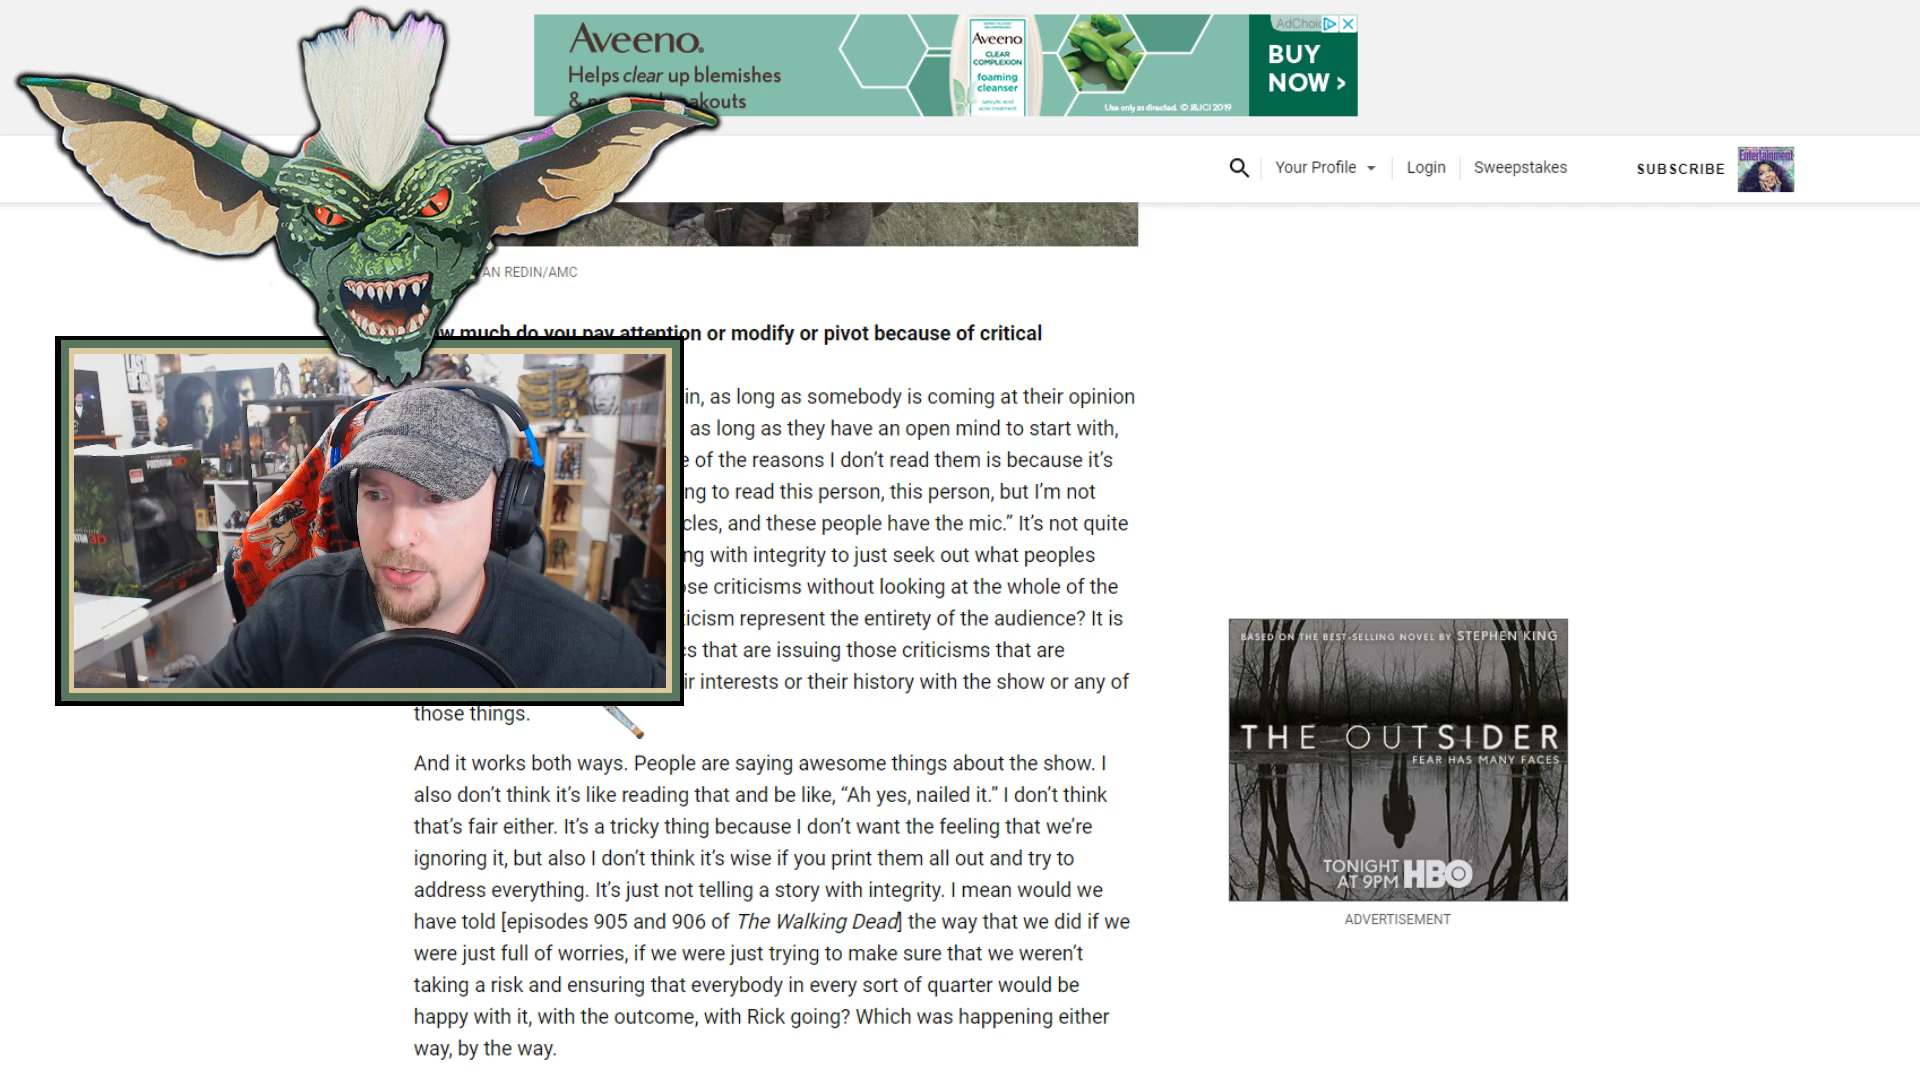 Aveeno.
Helps clear up blemishes
& akouts
Aveeno
CLEAR
COMPLEXION
foaming
cleanser
salicylic acid
acne treatment
Use only as directed. © J&JCI 2019
BUY
NOW >
AdChoic
Your Profile
Login
Sweepstakes
SUBSCRIBE
Entertainment
AN REDIN/AMC
w much do you pay attention or modify or pivot because of critical
in, as long as somebody is coming at their opinion
as long as they have an open mind to start with,
e of the reasons I don’t read them is because it’s
ng to read this person, this person, but I’m not
cles, and these people have the mic.” It’s not quite
ng with integrity to just seek out what peoples
ose criticisms without looking at the whole of the
ticism represent the entirety of the audience? It is
cs that are issuing those criticisms that are
ir interests or their history with the show or any of
those things.
And it works both ways. People are saying awesome things about the show. I
also don’t think it’s like reading that and be like, “Ah yes, nailed it.” I don’t think
that’s fair either. It’s a tricky thing because I don’t want the feeling that we’re
ignoring it, but also I don’t think it’s wise if you print them all out and try to
address everything. It’s just not telling a story with integrity. I mean would we
have told [episodes 905 and 906 of The Walking Dead] the way that we did if we
were just full of worries, if we were just trying to make sure that we weren’t
taking a risk and ensuring that everybody in every sort of quarter would be
happy with it, with the outcome, with Rick going? Which was happening either
way, by the way.
BASED ON THE BEST-SELLING NOVEL BY STEPHEN KING
THE OUTSIDER
FEAR HAS MANY FACES
TONIGHT
AT 9PM HBO
ADVERTISEMENT